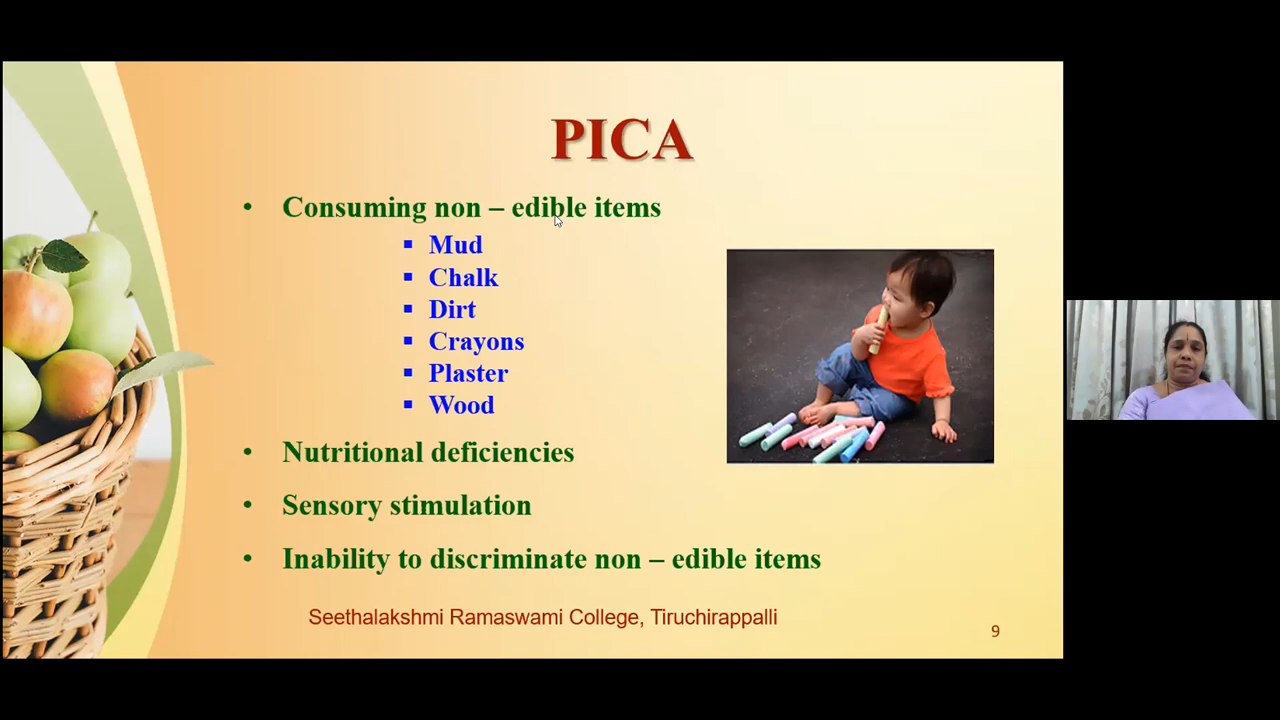 PICA
• Consuming non – edible items
▪ Mud
▪ Chalk
▪ Dirt
▪ Crayons
▪ Plaster
▪ Wood
• Nutritional deficiencies
• Sensory stimulation
• Inability to discriminate non – edible items
Seethalakshmi Ramaswami College, Tiruchirappalli
9